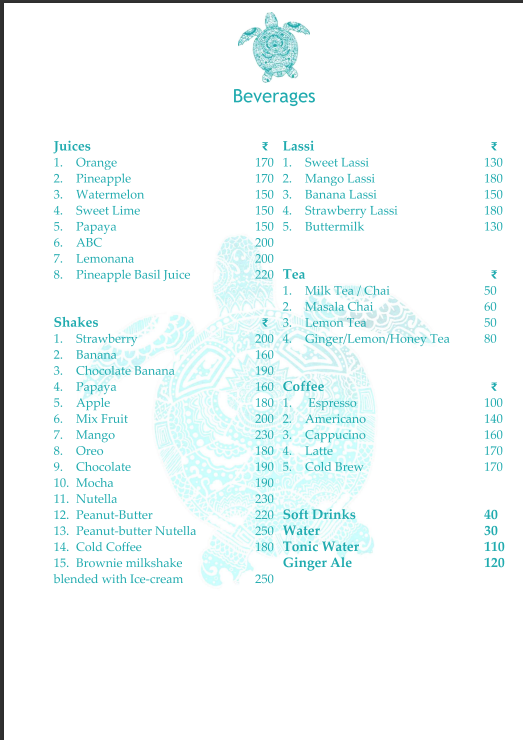 Beverages
Juices ₹
1. Orange 170
2. Pineapple 170
3. Watermelon 150
4. Sweet Lime 150
5. Papaya 150
6. ABC 200
7. Lemonana 200
8. Pineapple Basil Juice 220
Shakes ₹
1. Strawberry 200
2. Banana 160
3. Chocolate Banana 190
4. Papaya 160
5. Apple 180
6. Mix Fruit 200
7. Mango 230
8. Oreo 180
9. Chocolate 190
10. Mocha 190
11. Nutella 230
12. Peanut-Butter 220
13. Peanut-butter Nutella 250
14. Cold Coffee 180
15. Brownie milkshake
blended with Ice-cream 250
Lassi ₹
1. Sweet Lassi 130
2. Mango Lassi 180
3. Banana Lassi 150
4. Strawberry Lassi 180
5. Buttermilk 130
Tea ₹
1. Milk Tea / Chai 50
2. Masala Chai 60
3. Lemon Tea 50
4. Ginger/Lemon/Honey Tea 80
Coffee ₹
1. Espresso 100
2. Americano 140
3. Cappucino 160
4. Latte 170
5. Cold Brew 170
Soft Drinks 40
Water 30
Tonic Water 110
Ginger Ale 120